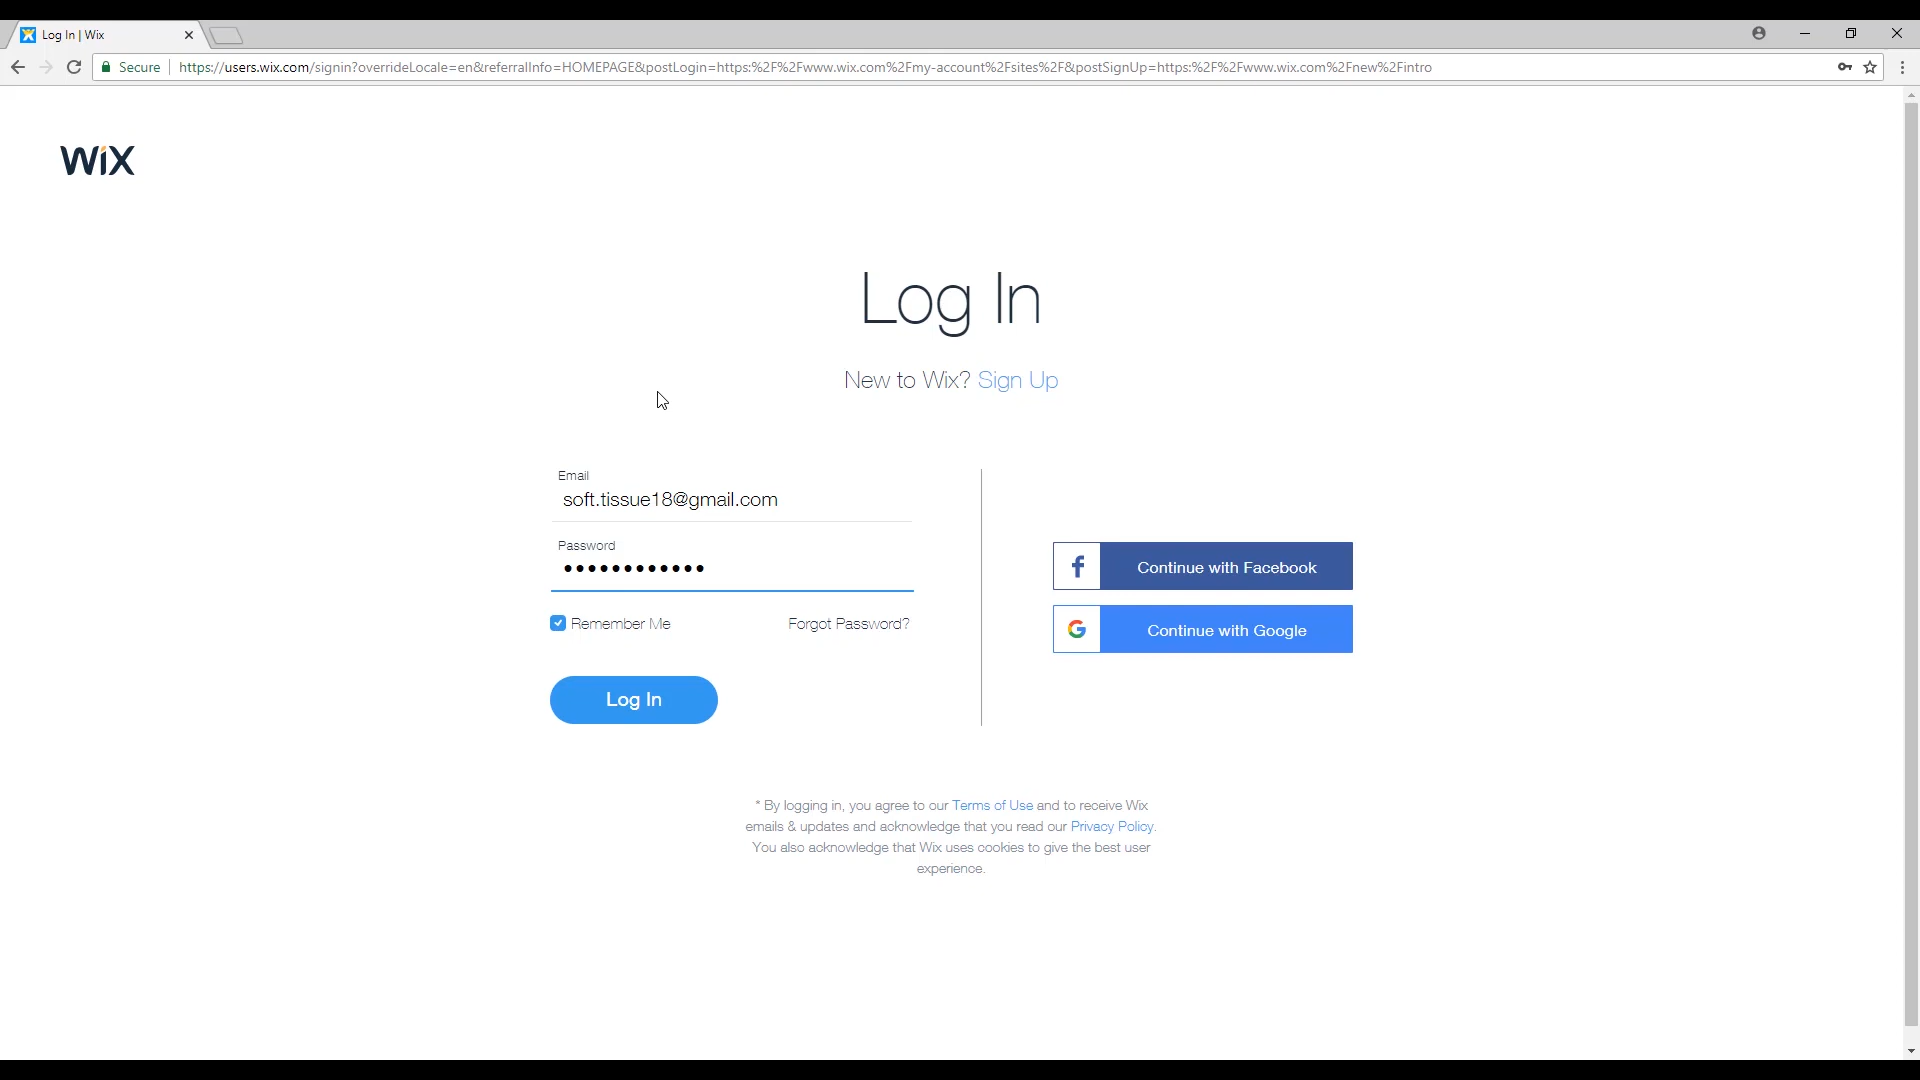 Log In | Wix
Secure https://users.wix.com/signin?overrideLocale=en&referralInfo=HOMEPAGE&postLogin=https:%2F%2Fwww.wix.com%2Fmy-account%2Fsites%2F&postSignUp=https:%2F%2Fwww.wix.com%2Fnew%2Fintro
WiX
Log In
New to Wix? Sign Up
Email
soft.tissue18@gmail.com
Password
••••••••••••
Remember Me Forgot Password?
Log In
f Continue with Facebook
G Continue with Google
* By logging in, you agree to our Terms of Use and to receive Wix
emails & updates and acknowledge that you read our Privacy Policy.
You also acknowledge that Wix uses cookies to give the best user
experience.